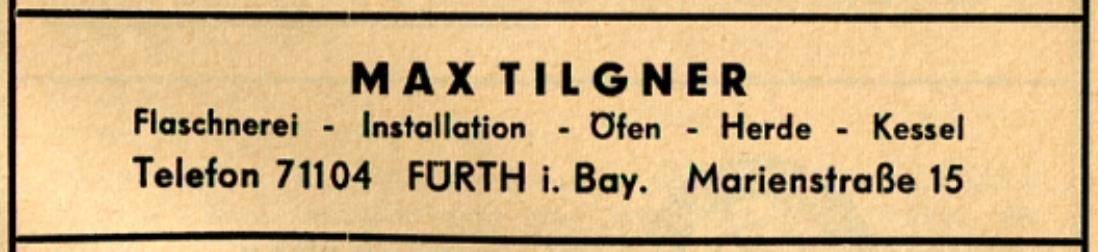 MAX TILGNER
Flaschnerei - Installation - Öfen - Herde - Kessel
Telefon 71104 FÜRTH i. Bay. Marienstraße 15